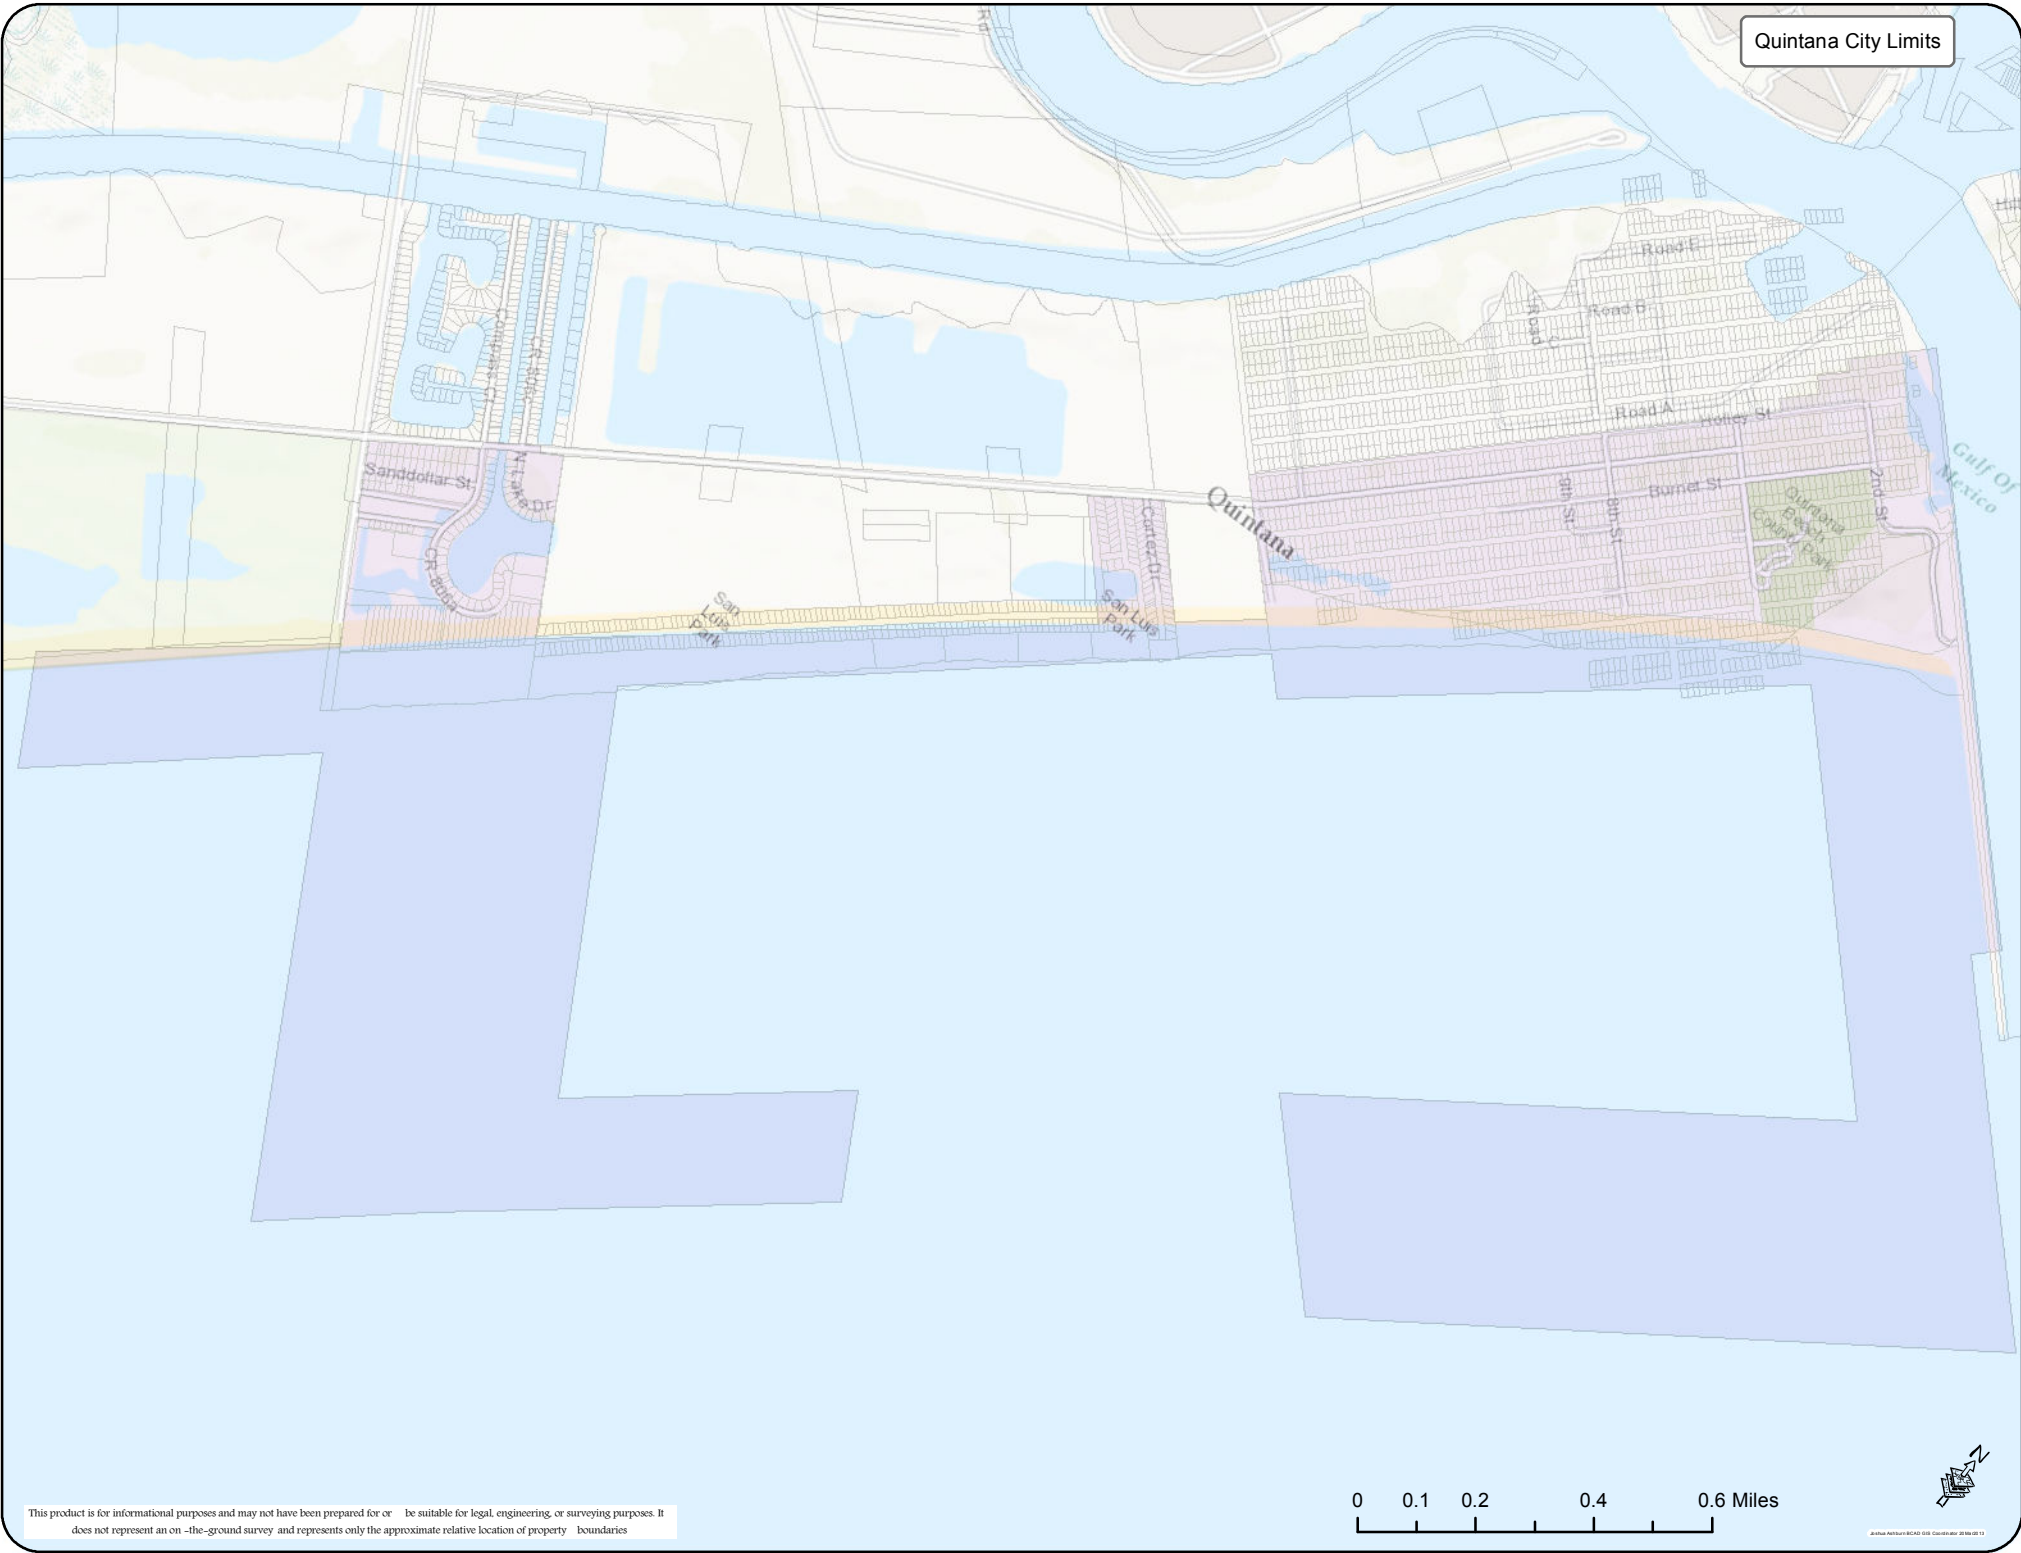 Quintana City Limits
Rd
Road E
Road B
Road C
Road A
Holley St
Burnet St
9th St
8th St
2nd St
Quintana
Beach
County Park
Gulf Of
Mexico
Compass Ct
Sanddollar St
N Lake Dr
CR-806a
Cortez Dr
Quintana
San
Luis
Park
San Luis
Park
N
0 0.1 0.2 0.4 0.6 Miles
This product is for informational purposes and may not have been prepared for or be suitable for legal, engineering, or surveying purposes. It
does not represent an on -the-ground survey and represents only the approximate relative location of property boundaries